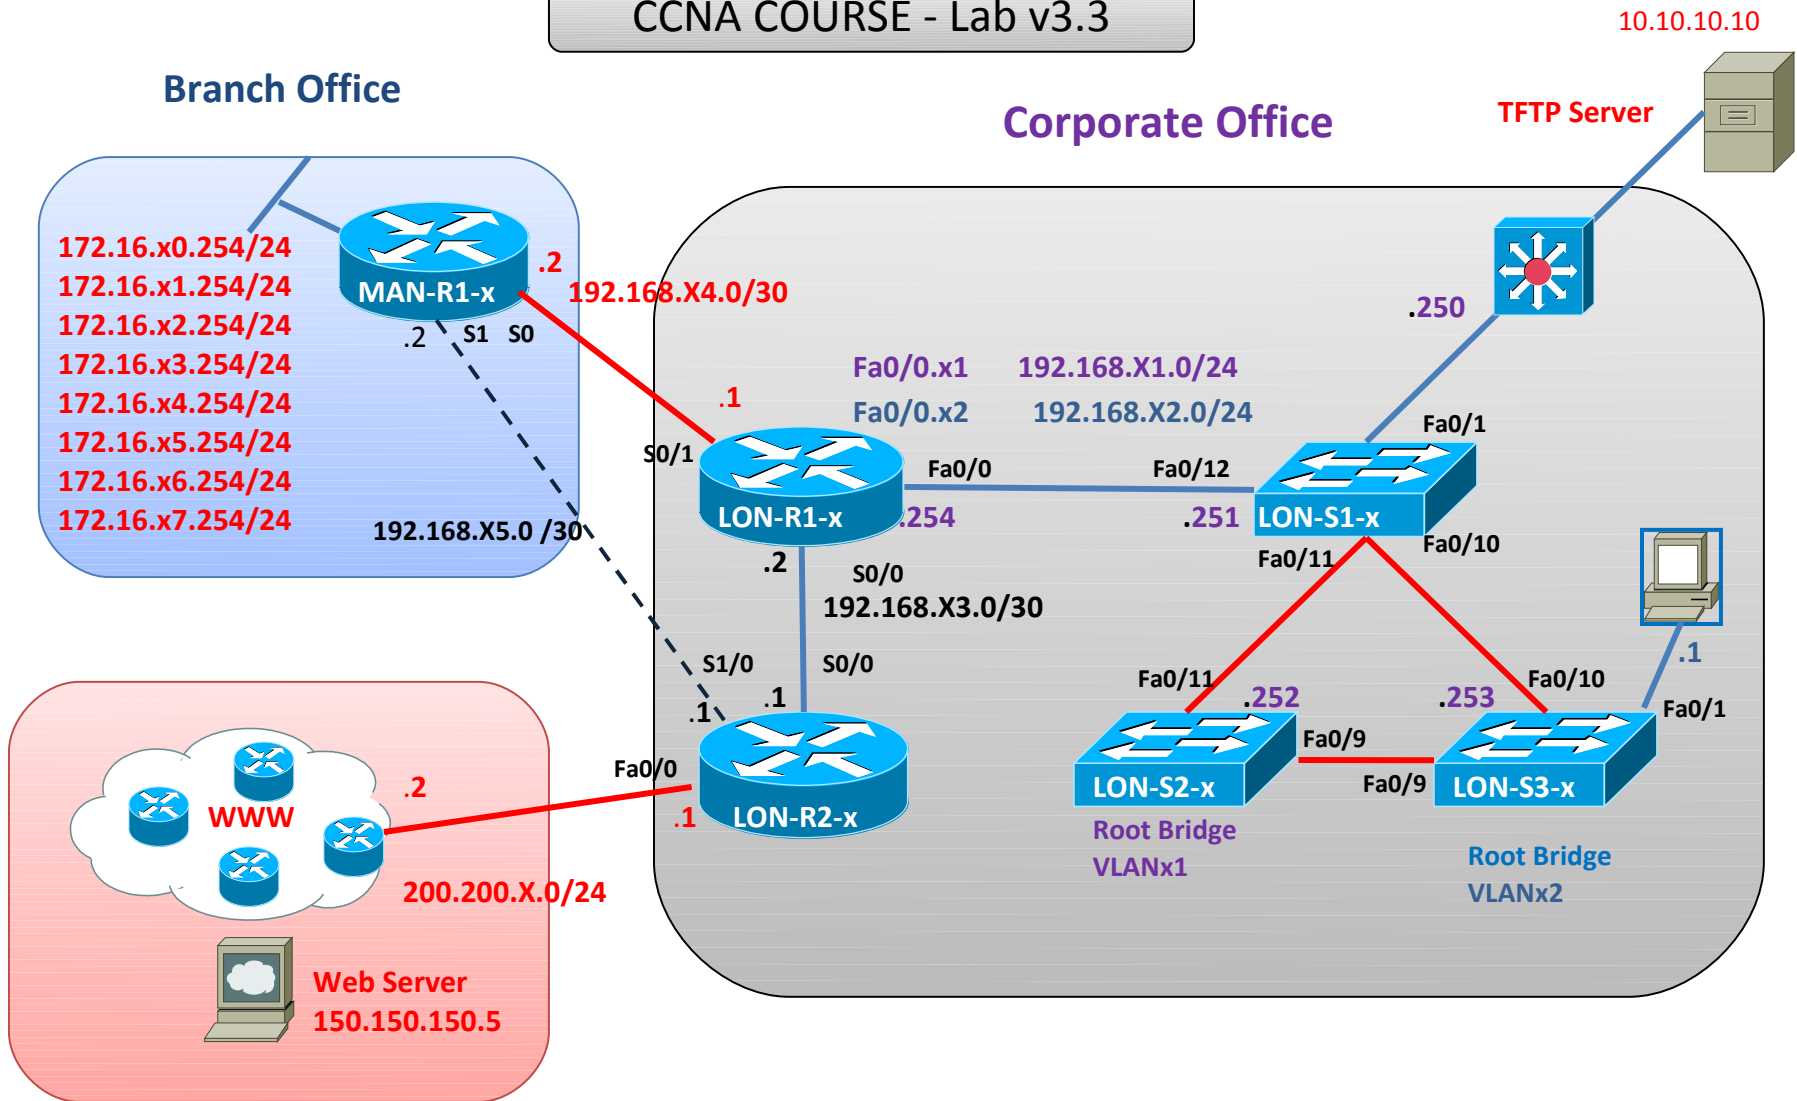 CCNA COURSE - Lab v3.3
10.10.10.10
Branch Office
Corporate Office
TFTP Server
172.16.x0.254/24
172.16.x1.254/24
172.16.x2.254/24
172.16.x3.254/24
172.16.x4.254/24
172.16.x5.254/24
172.16.x6.254/24
172.16.x7.254/24
MAN-R1-x
.2
192.168.X4.0/30
.2
S1
S0
192.168.X5.0 /30
.250
Fa0/0.x1
192.168.X1.0/24
Fa0/0.x2
192.168.X2.0/24
.1
S0/1
Fa0/0
Fa0/12
Fa0/1
LON-R1-x
.254
.251
LON-S1-x
Fa0/11
Fa0/10
.2
S0/0
192.168.X3.0/30
S1/0
S0/0
.1
.1
Fa0/11
.252
.253
Fa0/10
.1
Fa0/1
Fa0/9
Fa0/9
LON-S2-x
LON-S3-x
Root Bridge
VLANx1
Root Bridge
VLANx2
Fa0/0
.1
LON-R2-x
.2
WWW
200.200.X.0/24
Web Server
150.150.150.5